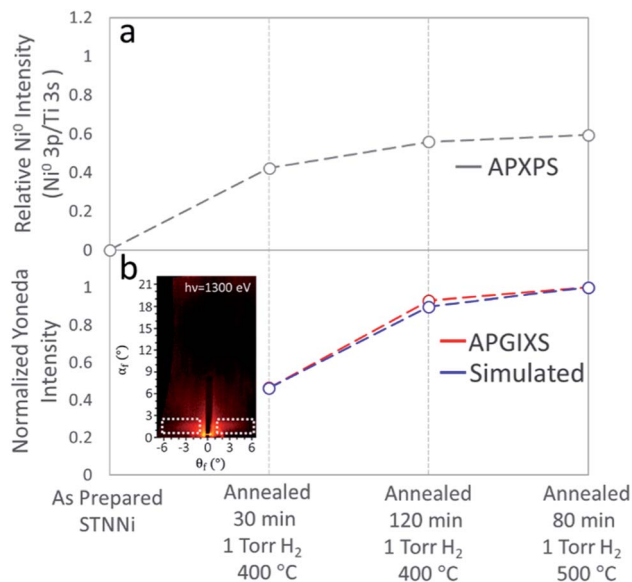 a
Relative Ni⁰ Intensity
(Ni⁰ 3p/Ti 3s)
1.2
1
0.8
0.6
0.4
0.2
0
APXPS
b
Normalized Yoneda
Intensity
1
0.8
0.6
0.4
0.2
0
hν=1300 eV
αf (°)
21
18
15
12
9
6
3
0
-6 -3 0 3 6
θf (°)
APGIXS
Simulated
As Prepared
STNNi
Annealed
30 min
1 Torr H₂
400 °C
Annealed
120 min
1 Torr H₂
400 °C
Annealed
80 min
1 Torr H₂
500 °C